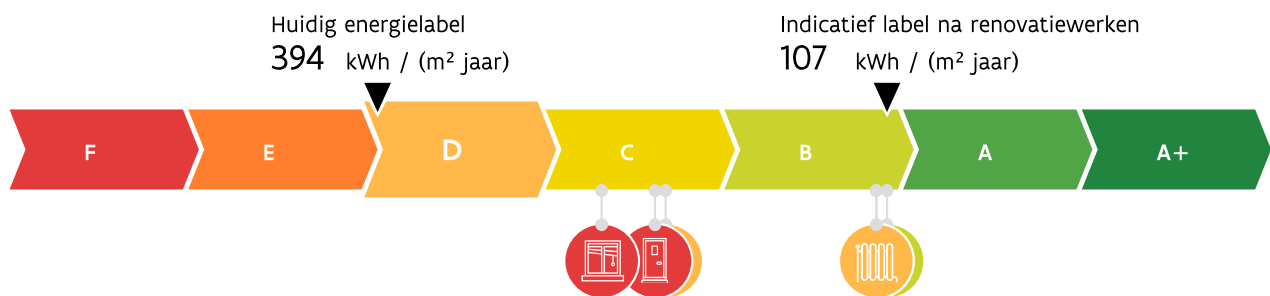 Huidig energielabel
394 kWh / (m² jaar)
Indicatief label na renovatiewerken
107 kWh / (m² jaar)
F E D C B A A+